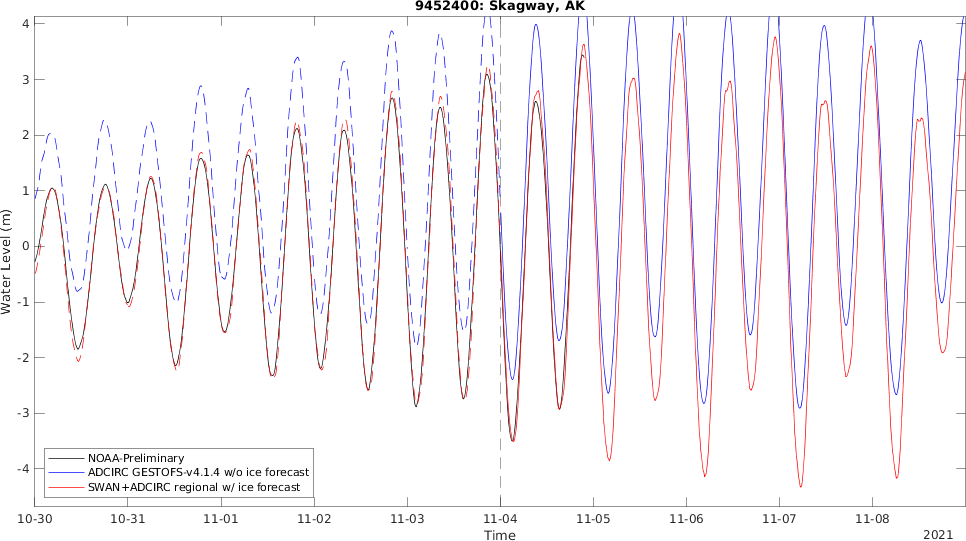 9452400: Skagway, AK
4
3
2
1
0
-1
-2
-3
-4
Water Level (m)
NOAA-Preliminary
ADCIRC GESTOFS-v4.1.4 w/o ice forecast
SWAN+ADCIRC regional w/ ice forecast
10-30 10-31 11-01 11-02 11-03 11-04 11-05 11-06 11-07 11-08
Time
2021